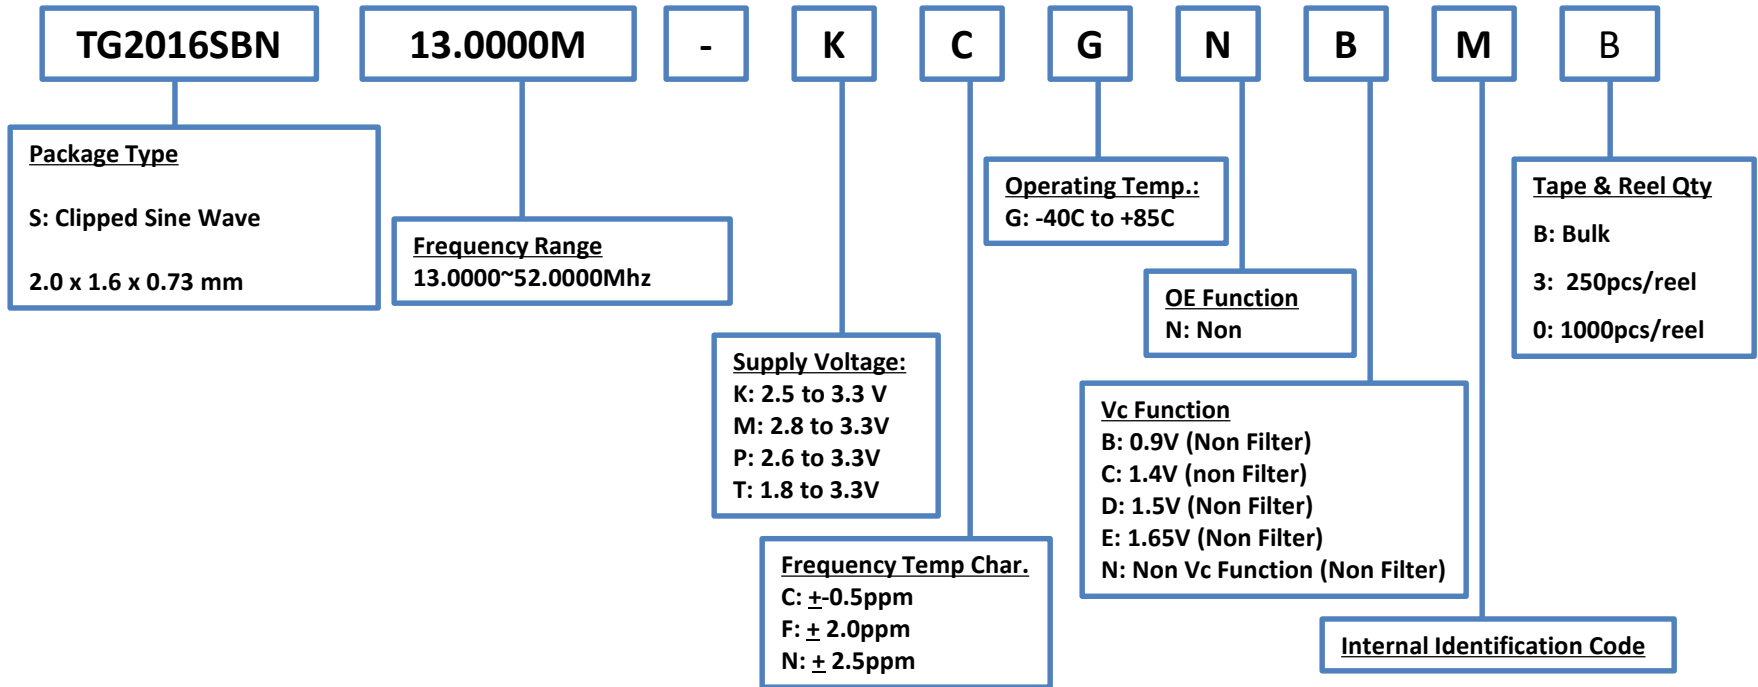 TG2016SBN 13.0000M - K C G N B M B
Package Type
S: Clipped Sine Wave
2.0 x 1.6 x 0.73 mm
Frequency Range
13.0000~52.0000Mhz
Supply Voltage:
K: 2.5 to 3.3 V
M: 2.8 to 3.3V
P: 2.6 to 3.3V
T: 1.8 to 3.3V
Frequency Temp Char.
C: +-0.5ppm
F: + 2.0ppm
N: + 2.5ppm
Operating Temp.:
G: -40C to +85C
OE Function
N: Non
Vc Function
B: 0.9V (Non Filter)
C: 1.4V (non Filter)
D: 1.5V (Non Filter)
E: 1.65V (Non Filter)
N: Non Vc Function (Non Filter)
Internal Identification Code
Tape & Reel Qty
B: Bulk
3: 250pcs/reel
0: 1000pcs/reel